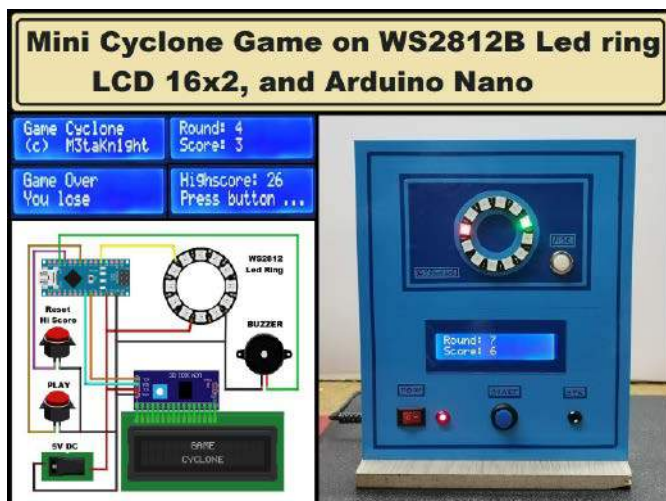 Mini Cyclone Game on WS2812B Led ring
LCD 16x2, and Arduino Nano
Game Cyclone
(c) M3taKn1ght
Round: 4
Score: 3
Game Over
You lose
Highscore: 26
Press button ...
WS2812
Led Ring
Reset
Hi Score
BUZZER
PLAY
5V DC
GAME
CYCLONE
Round: 7
Score: 6
START